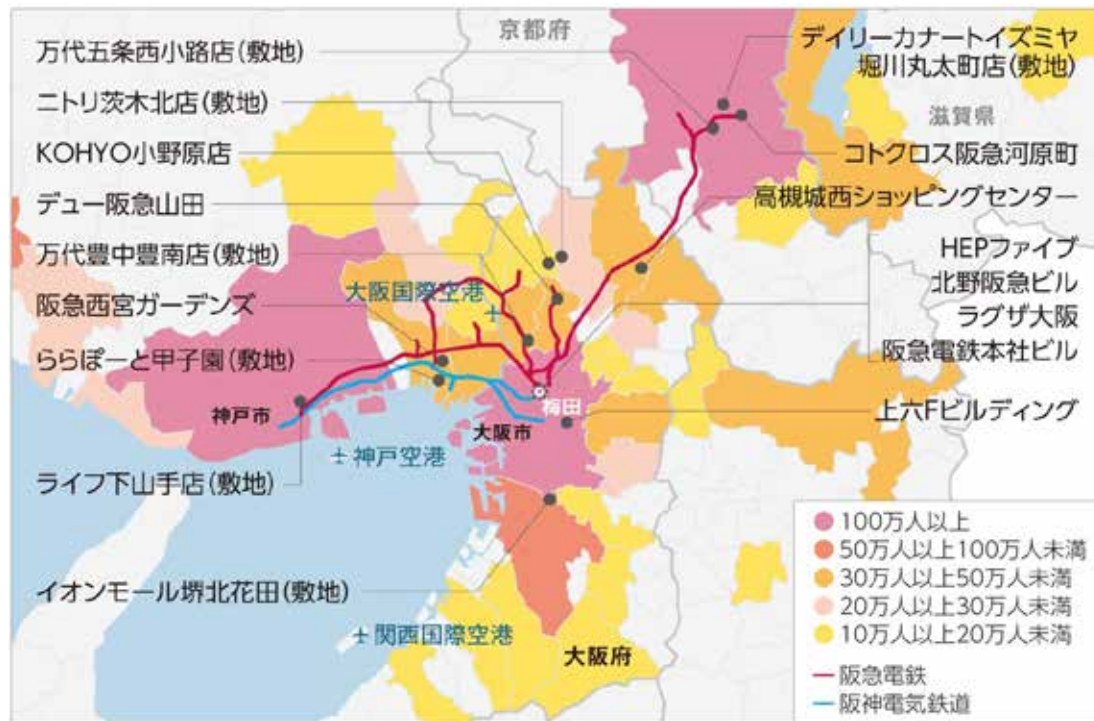 京都府
万代五条西小路店(敷地)
ニトリ茨木北店(敷地)
KOHYO小野原店
デュー阪急山田
万代豊中豊南店(敷地)
阪急西宮ガーデンズ
ららぽーと甲子園(敷地)
ライフ下山手店(敷地)
イオンモール堺北花田(敷地)
デイリーカナートイズミヤ
堀川丸太町店(敷地)
滋賀県
コトクロス阪急河原町
高槻城西ショッピングセンター
HEPファイブ
北野阪急ビル
ラグザ大阪
阪急電鉄本社ビル
上六Fビルディング
大阪国際空港
梅田
神戸市
大阪市
神戸空港
関西国際空港
大阪府
100万人以上
50万人以上100万人未満
30万人以上50万人未満
20万人以上30万人未満
10万人以上20万人未満
阪急電鉄
阪神電気鉄道